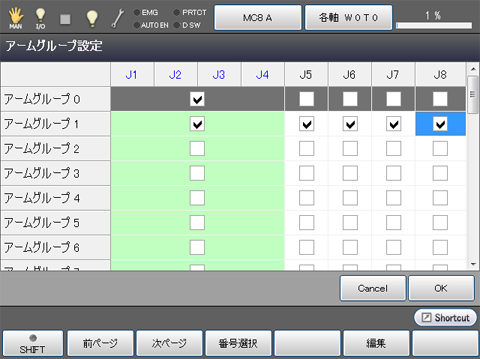 MAN I/O EMG PRTCT AUTO EN D SW MC8 A 各軸 W0T0 1 %
アームグループ設定
J1 J2 J3 J4 J5 J6 J7 J8
アームグループ 0
アームグループ 1
アームグループ 2
アームグループ 3
アームグループ 4
アームグループ 5
アームグループ 6
Cancel OK
Shortcut
SHIFT 前ページ 次ページ 番号選択 編集